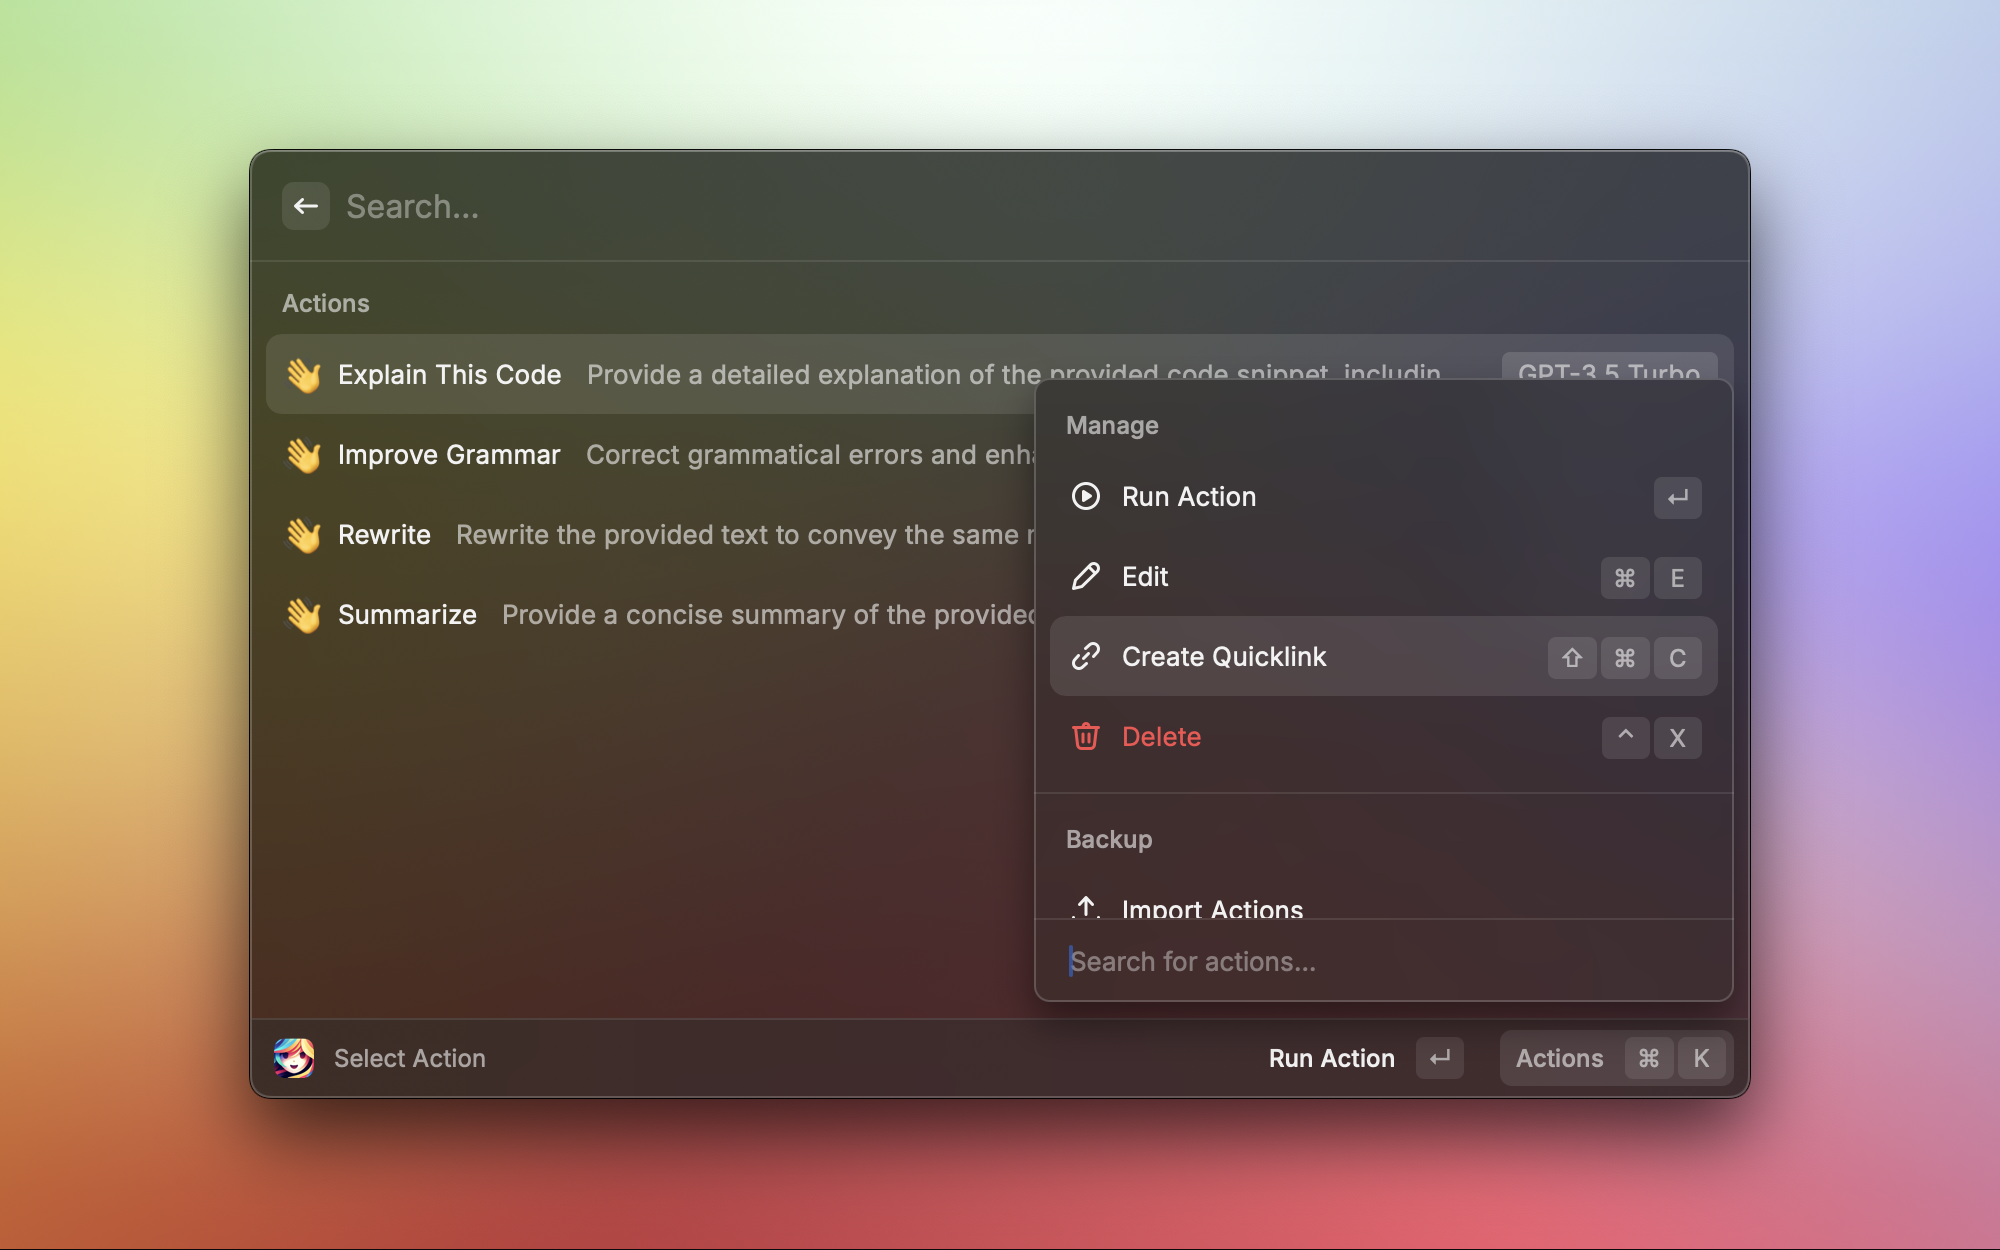 Search...
Actions
Explain This Code Provide a detailed explanation of the provided code snippet, includin GPT-3.5 Turbo
Improve Grammar Correct grammatical errors and enha
Rewrite Rewrite the provided text to convey the same
Summarize Provide a concise summary of the provided
Manage
Run Action
Edit ⌘ E
Create Quicklink ⇧ ⌘ C
Delete ^ X
Backup
Import Actions
Search for actions...
Select Action
Run Action
Actions ⌘ K